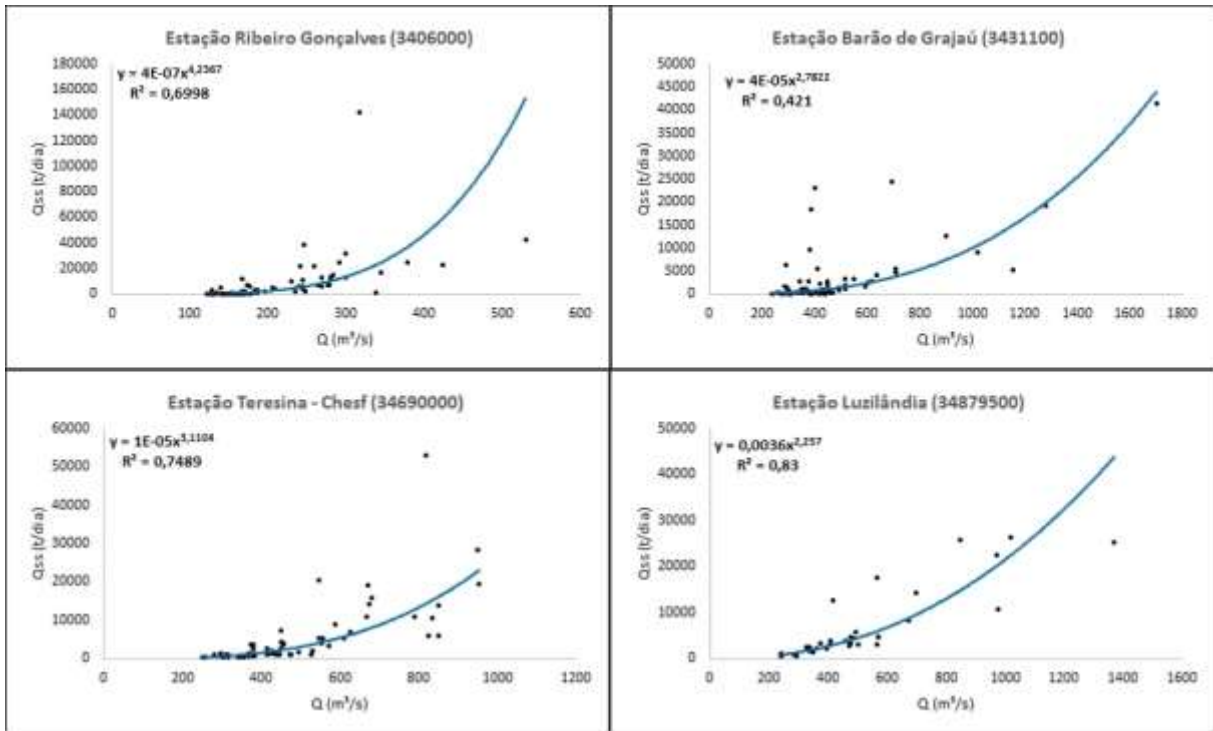 Estação Ribeiro Gonçalves (3406000)
y = 4E-07x^4,2367
R² = 0,6998
Qss (t/dia)
180000
160000
140000
120000
100000
80000
60000
40000
20000
0
0 100 200 300 400 500 600
Q (m³/s)
Estação Barão de Grajaú (3431100)
y = 4E-05x^2,7822
R² = 0,421
Qss (t/dia)
50000
45000
40000
35000
30000
25000
20000
15000
10000
5000
0
0 200 400 600 800 1000 1200 1400 1600 1800
Q (m³/s)
Estação Teresina - Chesf (34690000)
y = 1E-05x^3,1104
R² = 0,7489
Qss (t/dia)
60000
50000
40000
30000
20000
10000
0
0 200 400 600 800 1000 1200
Q (m³/s)
Estação Luzilândia (34879500)
y = 0,0036x^2,257
R² = 0,83
Qss (t/dia)
50000
40000
30000
20000
10000
0
0 200 400 600 800 1000 1200 1400 1600
Q (m³/s)